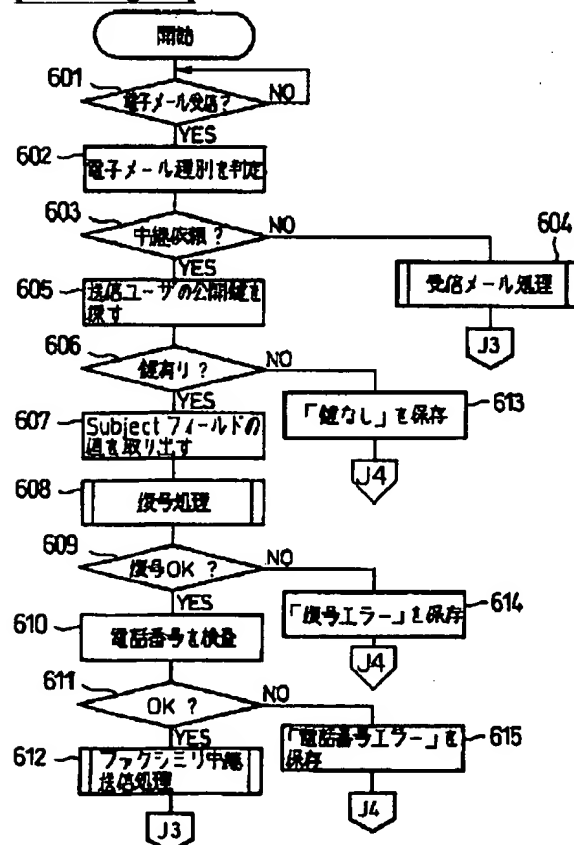 開始
601
電子メール受信？
NO
YES
602
電子メール種別を判定
603
中継依頼？
NO
604
YES
受信メール処理
J3
605
送信ユーザの公開鍵を
探す
606
鍵有り？
NO
YES
「鍵なし」を保存
613
J4
607
Subjectフィールドの
値を取り出す
608
復号処理
609
復号OK？
NO
YES
「復号エラー」を保存
614
J4
610
電話番号を検査
611
OK？
NO
YES
「電話番号エラー」を
保存
615
J4
612
ファクシミリ中継
送信処理
J3